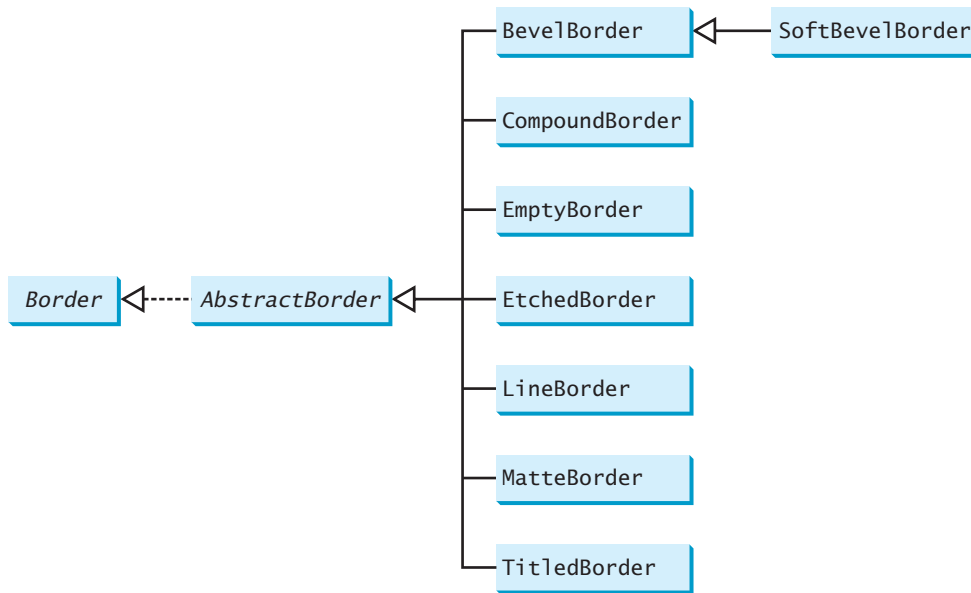 BevelBorder
SoftBevelBorder
CompoundBorder
EmptyBorder
Border
AbstractBorder
EtchedBorder
LineBorder
MatteBorder
TitledBorder